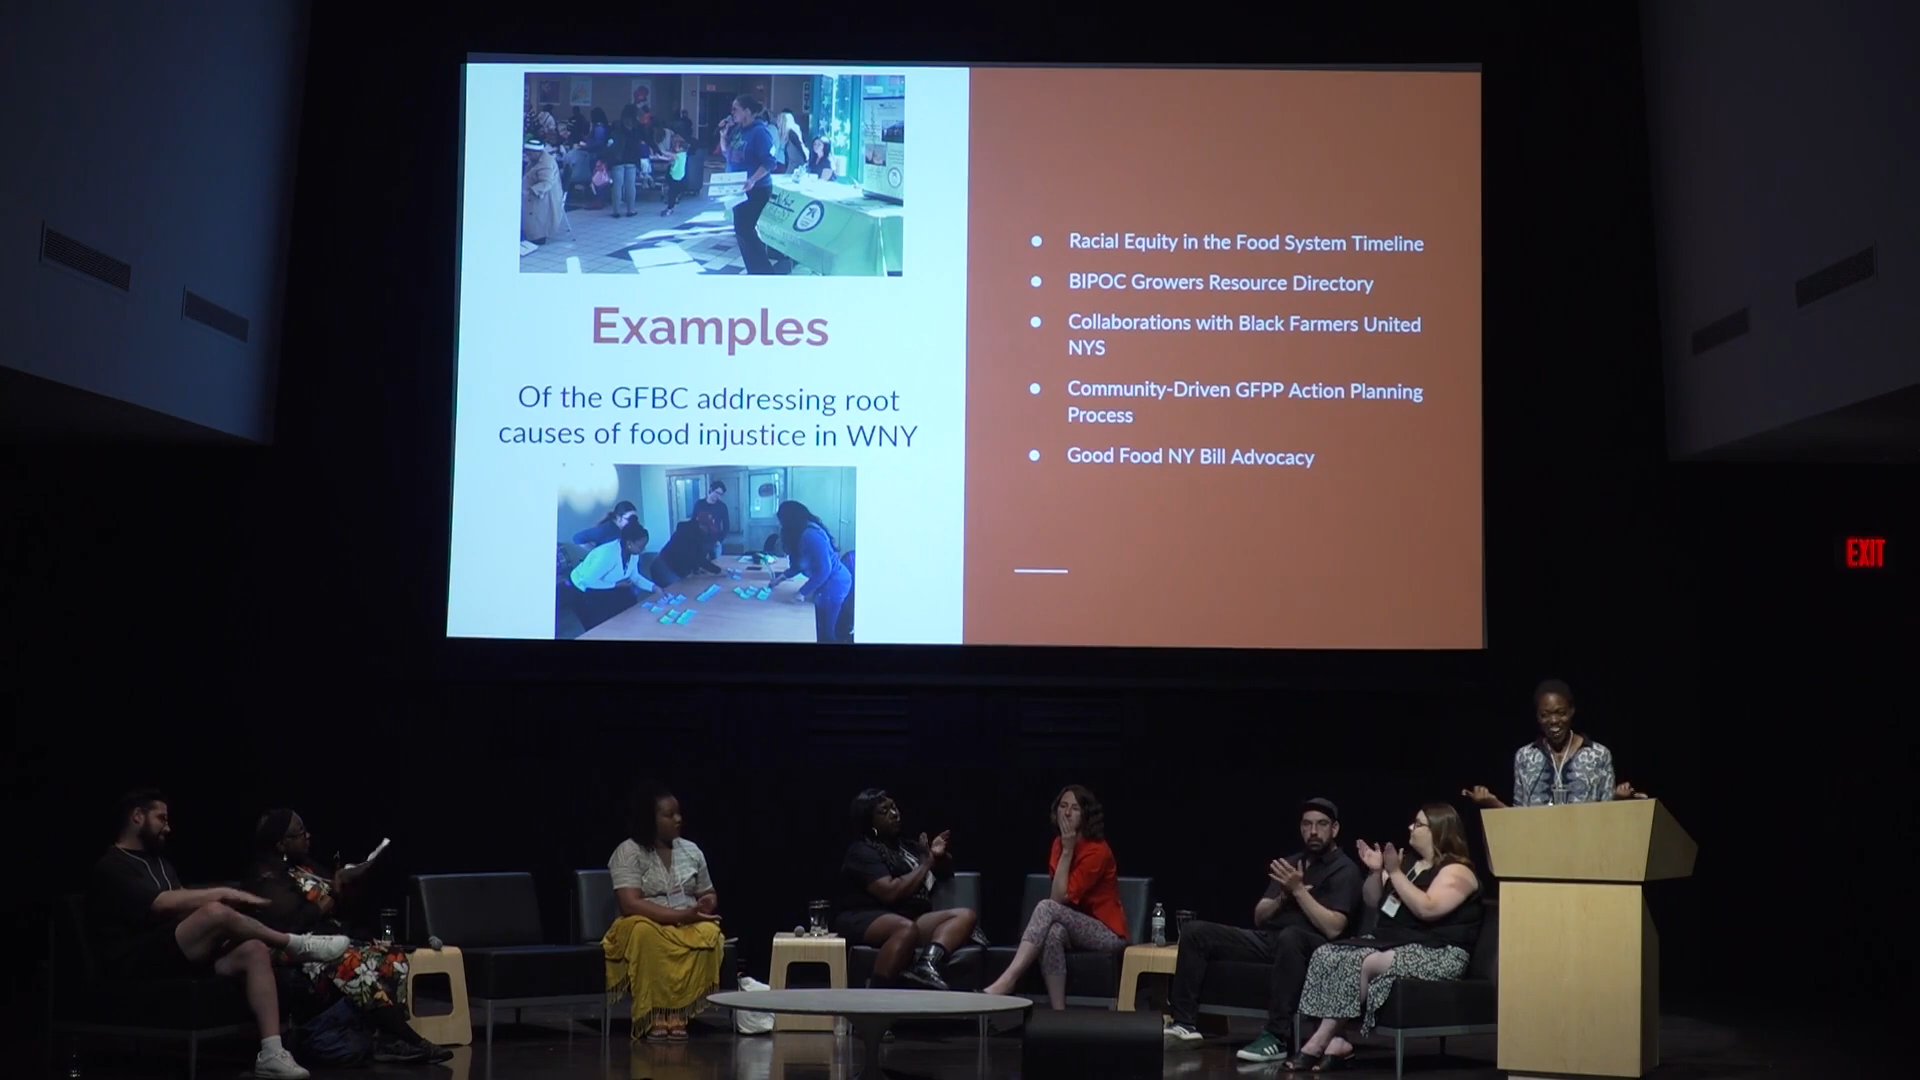 Examples
Of the GFBC addressing root
causes of food injustice in WNY
• Racial Equity in the Food System Timeline
• BIPOC Growers Resource Directory
• Collaborations with Black Farmers United
NYS
• Community-Driven GFPP Action Planning
Process
• Good Food NY Bill Advocacy
EXIT